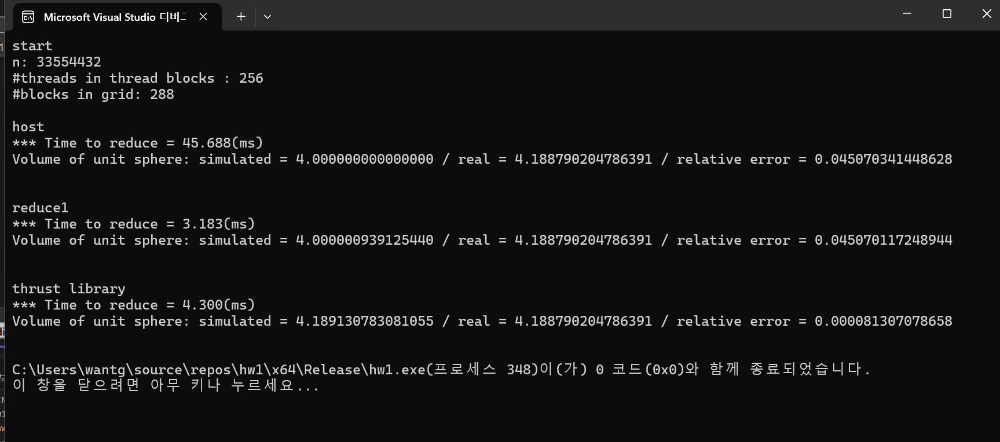 Microsoft Visual Studio
start
n: 33554432
#threads in thread blocks : 256
#blocks in grid: 288
host
*** Time to reduce = 45.688(ms)
Volume of unit sphere: simulated = 4.000000000000000 / real = 4.188790204786391 / relative error = 0.045070341448628
reduce1
*** Time to reduce = 3.183(ms)
Volume of unit sphere: simulated = 4.000000939125440 / real = 4.188790204786391 / relative error = 0.045070117248944
thrust library
*** Time to reduce = 4.300(ms)
Volume of unit sphere: simulated = 4.189130783081055 / real = 4.188790204786391 / relative error = 0.000081307078658
C:\Users\wantg\source\repos\hw1\x64\Release\hw1.exe(프로세스 348)이(가) 0 코드(0x0)와 함께 종료되었습니다.
이 창을 닫으려면 아무 키나 누르세요...